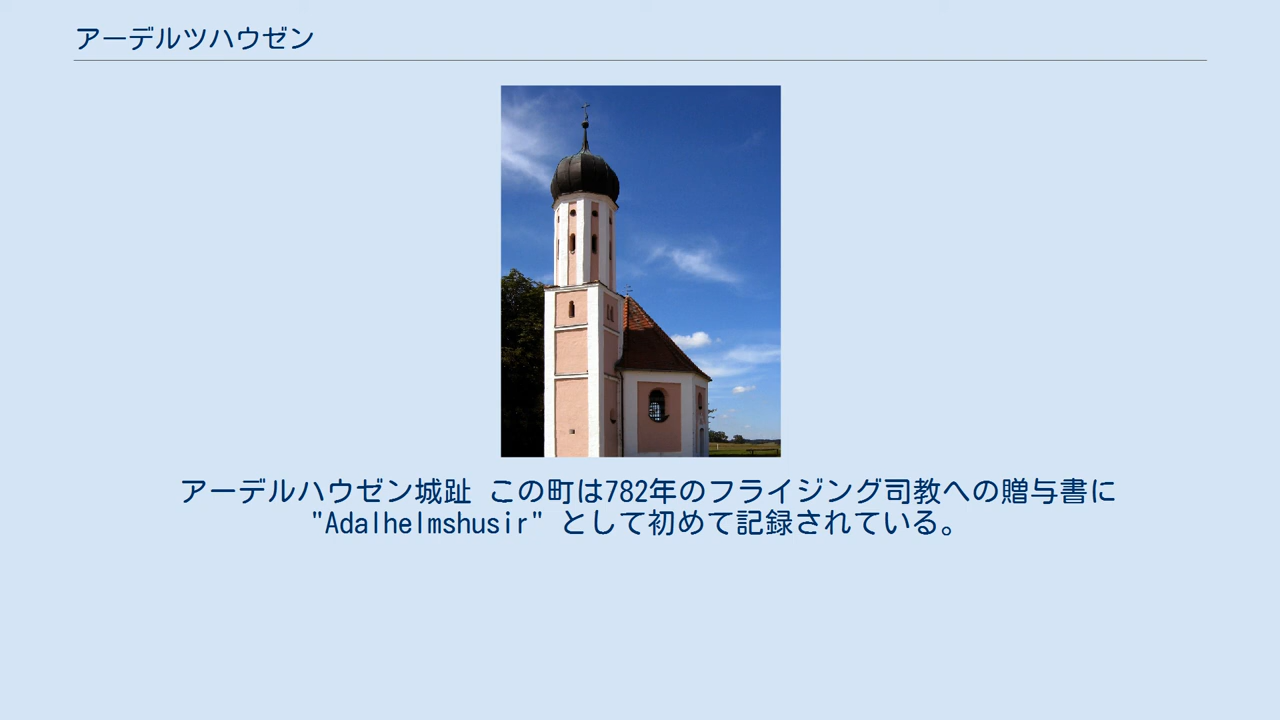 アーデルツハウゼン
アーデルハウゼン城趾 この町は782年のフライジング司教への贈与書に
"Adalhelmshusir" として初めて記録されている。